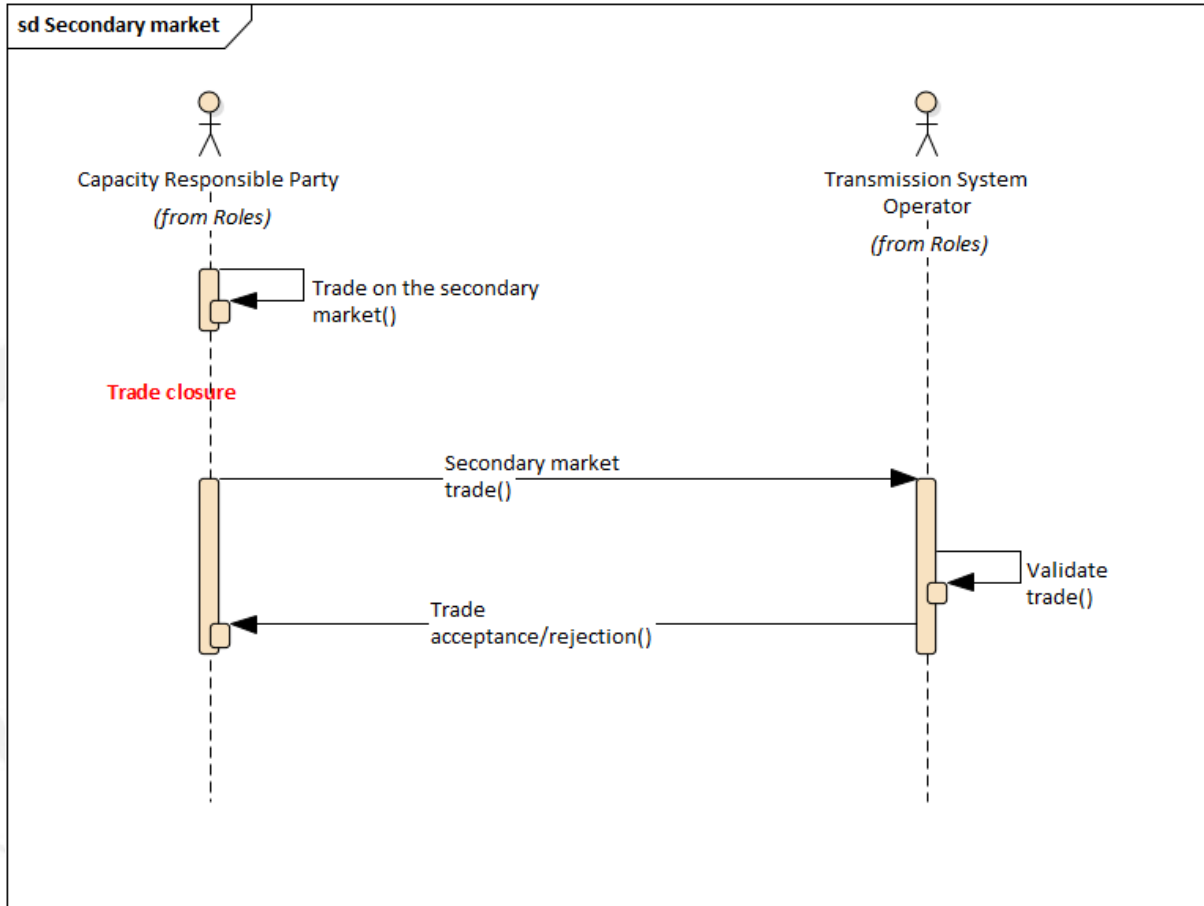 sd Secondary market
Capacity Responsible Party
(from Roles)
Transmission System
Operator
(from Roles)
Trade on the secondary
market()
Trade closure
Secondary market
trade()
Validate
trade()
Trade
acceptance/rejection()